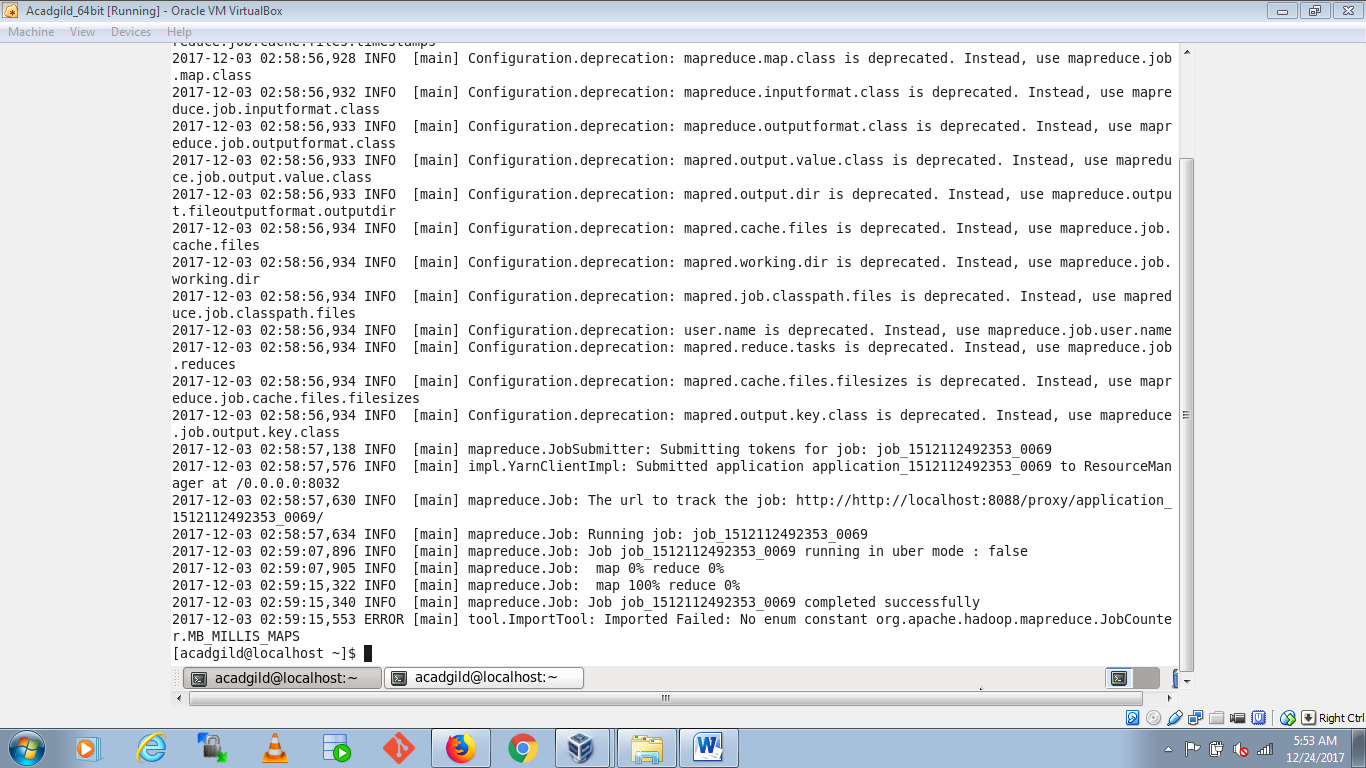 Acadgild_64bit [Running] - Oracle VM VirtualBox
Machine View Devices Help
reduce.job.cache.files.timestamps
2017-12-03 02:58:56,928 INFO  [main] Configuration.deprecation: mapreduce.map.class is deprecated. Instead, use mapreduce.job
.map.class
2017-12-03 02:58:56,932 INFO  [main] Configuration.deprecation: mapreduce.inputformat.class is deprecated. Instead, use mapre
duce.job.inputformat.class
2017-12-03 02:58:56,933 INFO  [main] Configuration.deprecation: mapreduce.outputformat.class is deprecated. Instead, use mapr
educe.job.outputformat.class
2017-12-03 02:58:56,933 INFO  [main] Configuration.deprecation: mapred.output.value.class is deprecated. Instead, use mapredu
ce.job.output.value.class
2017-12-03 02:58:56,933 INFO  [main] Configuration.deprecation: mapred.output.dir is deprecated. Instead, use mapreduce.outpu
t.fileoutputformat.outputdir
2017-12-03 02:58:56,934 INFO  [main] Configuration.deprecation: mapred.cache.files is deprecated. Instead, use mapreduce.job.
cache.files
2017-12-03 02:58:56,934 INFO  [main] Configuration.deprecation: mapred.working.dir is deprecated. Instead, use mapreduce.job.
working.dir
2017-12-03 02:58:56,934 INFO  [main] Configuration.deprecation: mapred.job.classpath.files is deprecated. Instead, use mapred
uce.job.classpath.files
2017-12-03 02:58:56,934 INFO  [main] Configuration.deprecation: user.name is deprecated. Instead, use mapreduce.job.user.name
2017-12-03 02:58:56,934 INFO  [main] Configuration.deprecation: mapred.reduce.tasks is deprecated. Instead, use mapreduce.job
.reduces
2017-12-03 02:58:56,934 INFO  [main] Configuration.deprecation: mapred.cache.files.filesizes is deprecated. Instead, use mapr
educe.job.cache.files.filesizes
2017-12-03 02:58:56,934 INFO  [main] Configuration.deprecation: mapred.output.key.class is deprecated. Instead, use mapreduce
.job.output.key.class
2017-12-03 02:58:57,138 INFO  [main] mapreduce.JobSubmitter: Submitting tokens for job: job_1512112492353_0069
2017-12-03 02:58:57,576 INFO  [main] impl.YarnClientImpl: Submitted application application_1512112492353_0069 to ResourceMan
ager at /0.0.0.0:8032
2017-12-03 02:58:57,630 INFO  [main] mapreduce.Job: The url to track the job: http://http://localhost:8088/proxy/application_
1512112492353_0069/
2017-12-03 02:58:57,634 INFO  [main] mapreduce.Job: Running job: job_1512112492353_0069
2017-12-03 02:59:07,896 INFO  [main] mapreduce.Job: Job job_1512112492353_0069 running in uber mode : false
2017-12-03 02:59:07,905 INFO  [main] mapreduce.Job:  map 0% reduce 0%
2017-12-03 02:59:15,322 INFO  [main] mapreduce.Job:  map 100% reduce 0%
2017-12-03 02:59:15,340 INFO  [main] mapreduce.Job: Job job_1512112492353_0069 completed successfully
2017-12-03 02:59:15,553 ERROR [main] tool.ImportTool: Imported Failed: No enum constant org.apache.hadoop.mapreduce.JobCounte
r.MB_MILLIS_MAPS
[acadgild@localhost ~]$
acadgild@localhost:~ acadgild@localhost:~
Right Ctrl
5:53 AM
12/24/2017